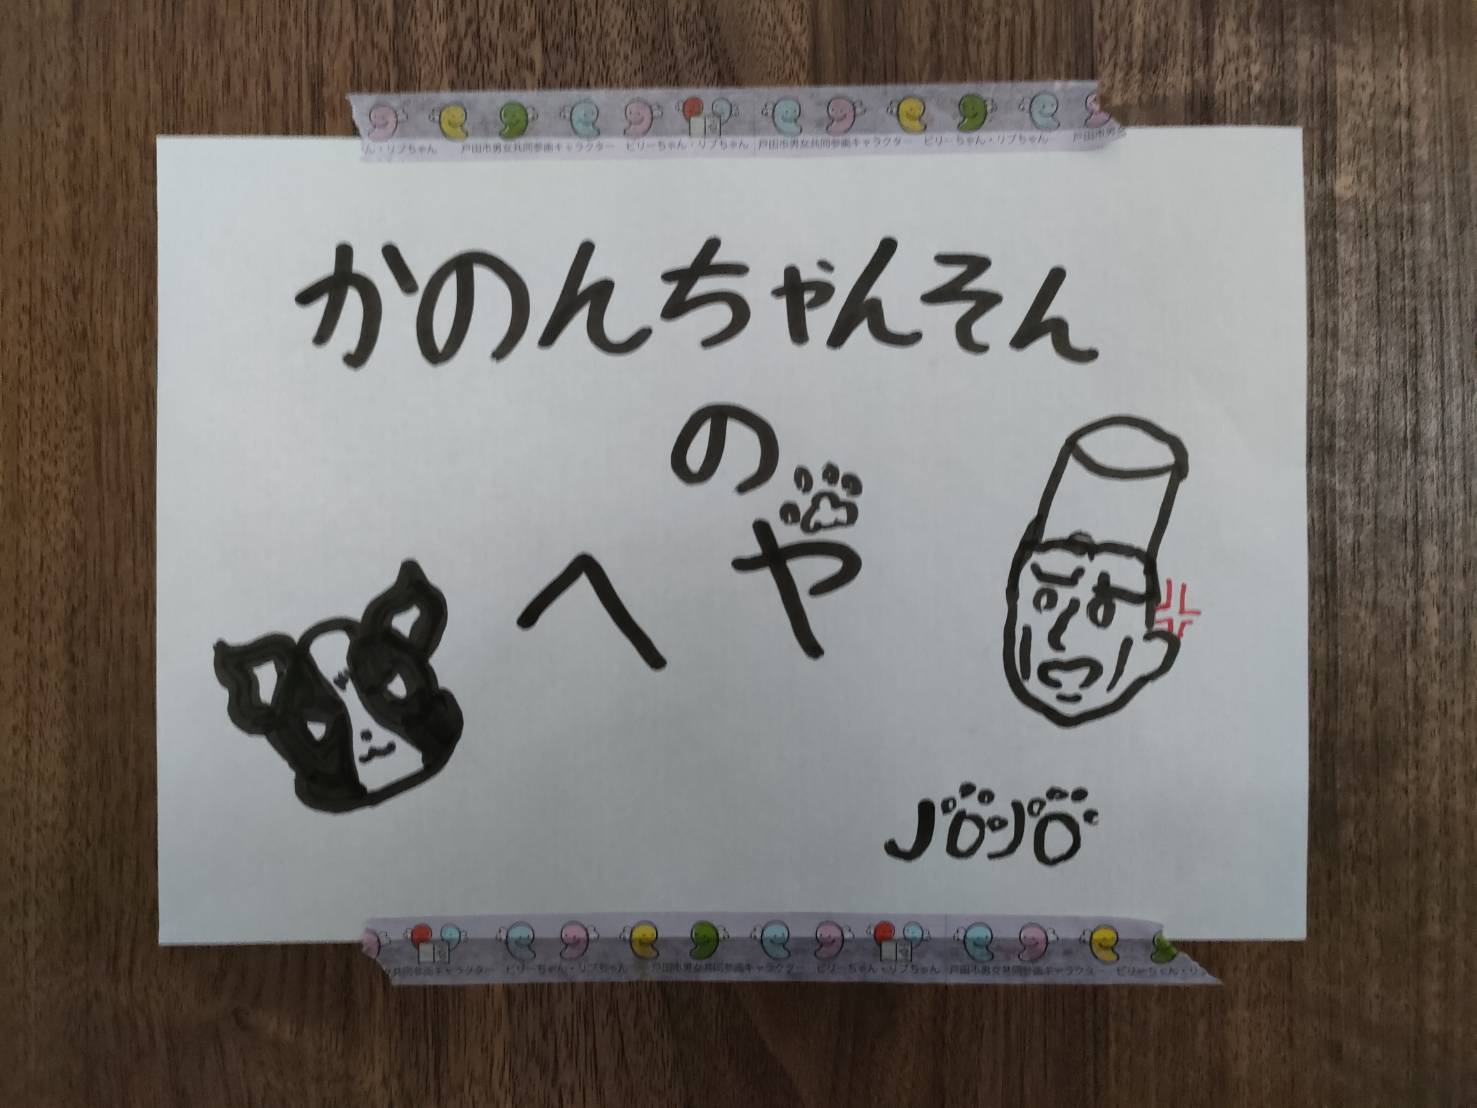 ん・リブちゃん 戸田市男女共同参画キャラクター ビリーちゃん・リブちゃん 戸田市男女共同参画キャラクター ビリーちゃん・リブちゃん 戸田市男女
かのんちゃんそん
の
へや
JOJO
女共同参画キャラクター ビリーちゃん・リブちゃん 戸田市男女共同参画キャラクター ビリーちゃん・リブちゃん 戸田市男女共同参画キャラクター ビリーちゃん・リブ